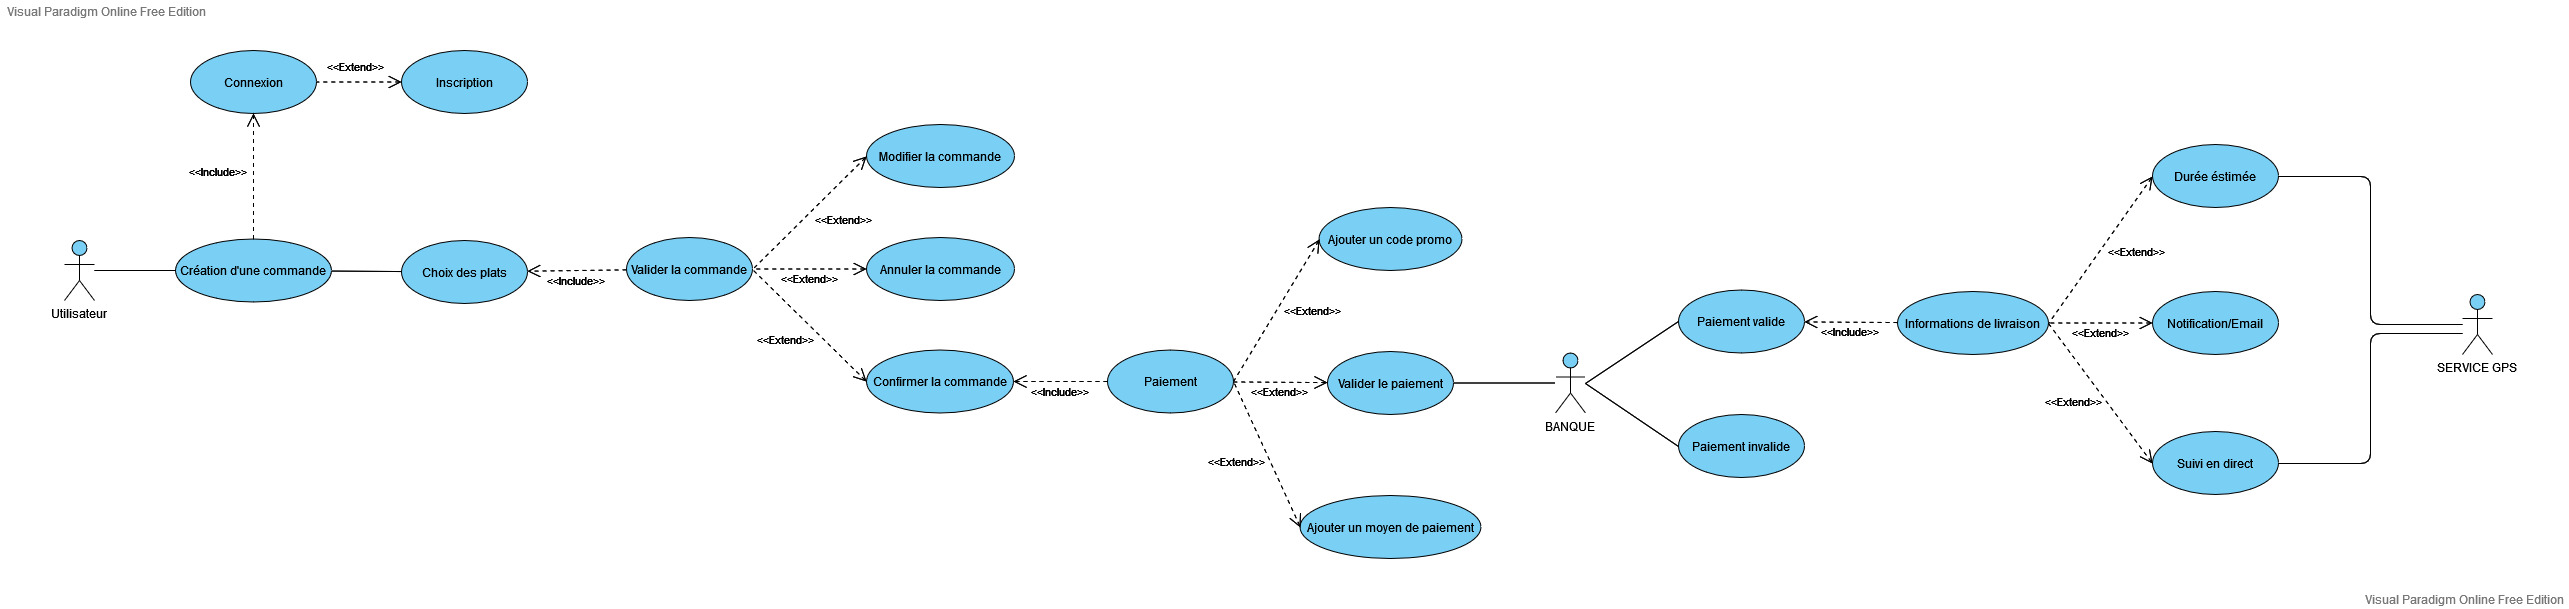 Visual Paradigm Online Free Edition
Connexion
<<Extend>>
Inscription
<<Include>>
Utilisateur
Création d'une commande
Choix des plats
<<Include>>
Valider la commande
<<Extend>>
Modifier la commande
<<Extend>>
Annuler la commande
<<Extend>>
Confirmer la commande
<<Include>>
Paiement
<<Extend>>
Ajouter un code promo
<<Extend>>
Valider le paiement
<<Extend>>
Ajouter un moyen de paiement
BANQUE
Paiement valide
Paiement invalide
<<Include>>
Informations de livraison
<<Extend>>
Durée éstimée
<<Extend>>
Notification/Email
<<Extend>>
Suivi en direct
SERVICE GPS
Visual Paradigm Online Free Edition